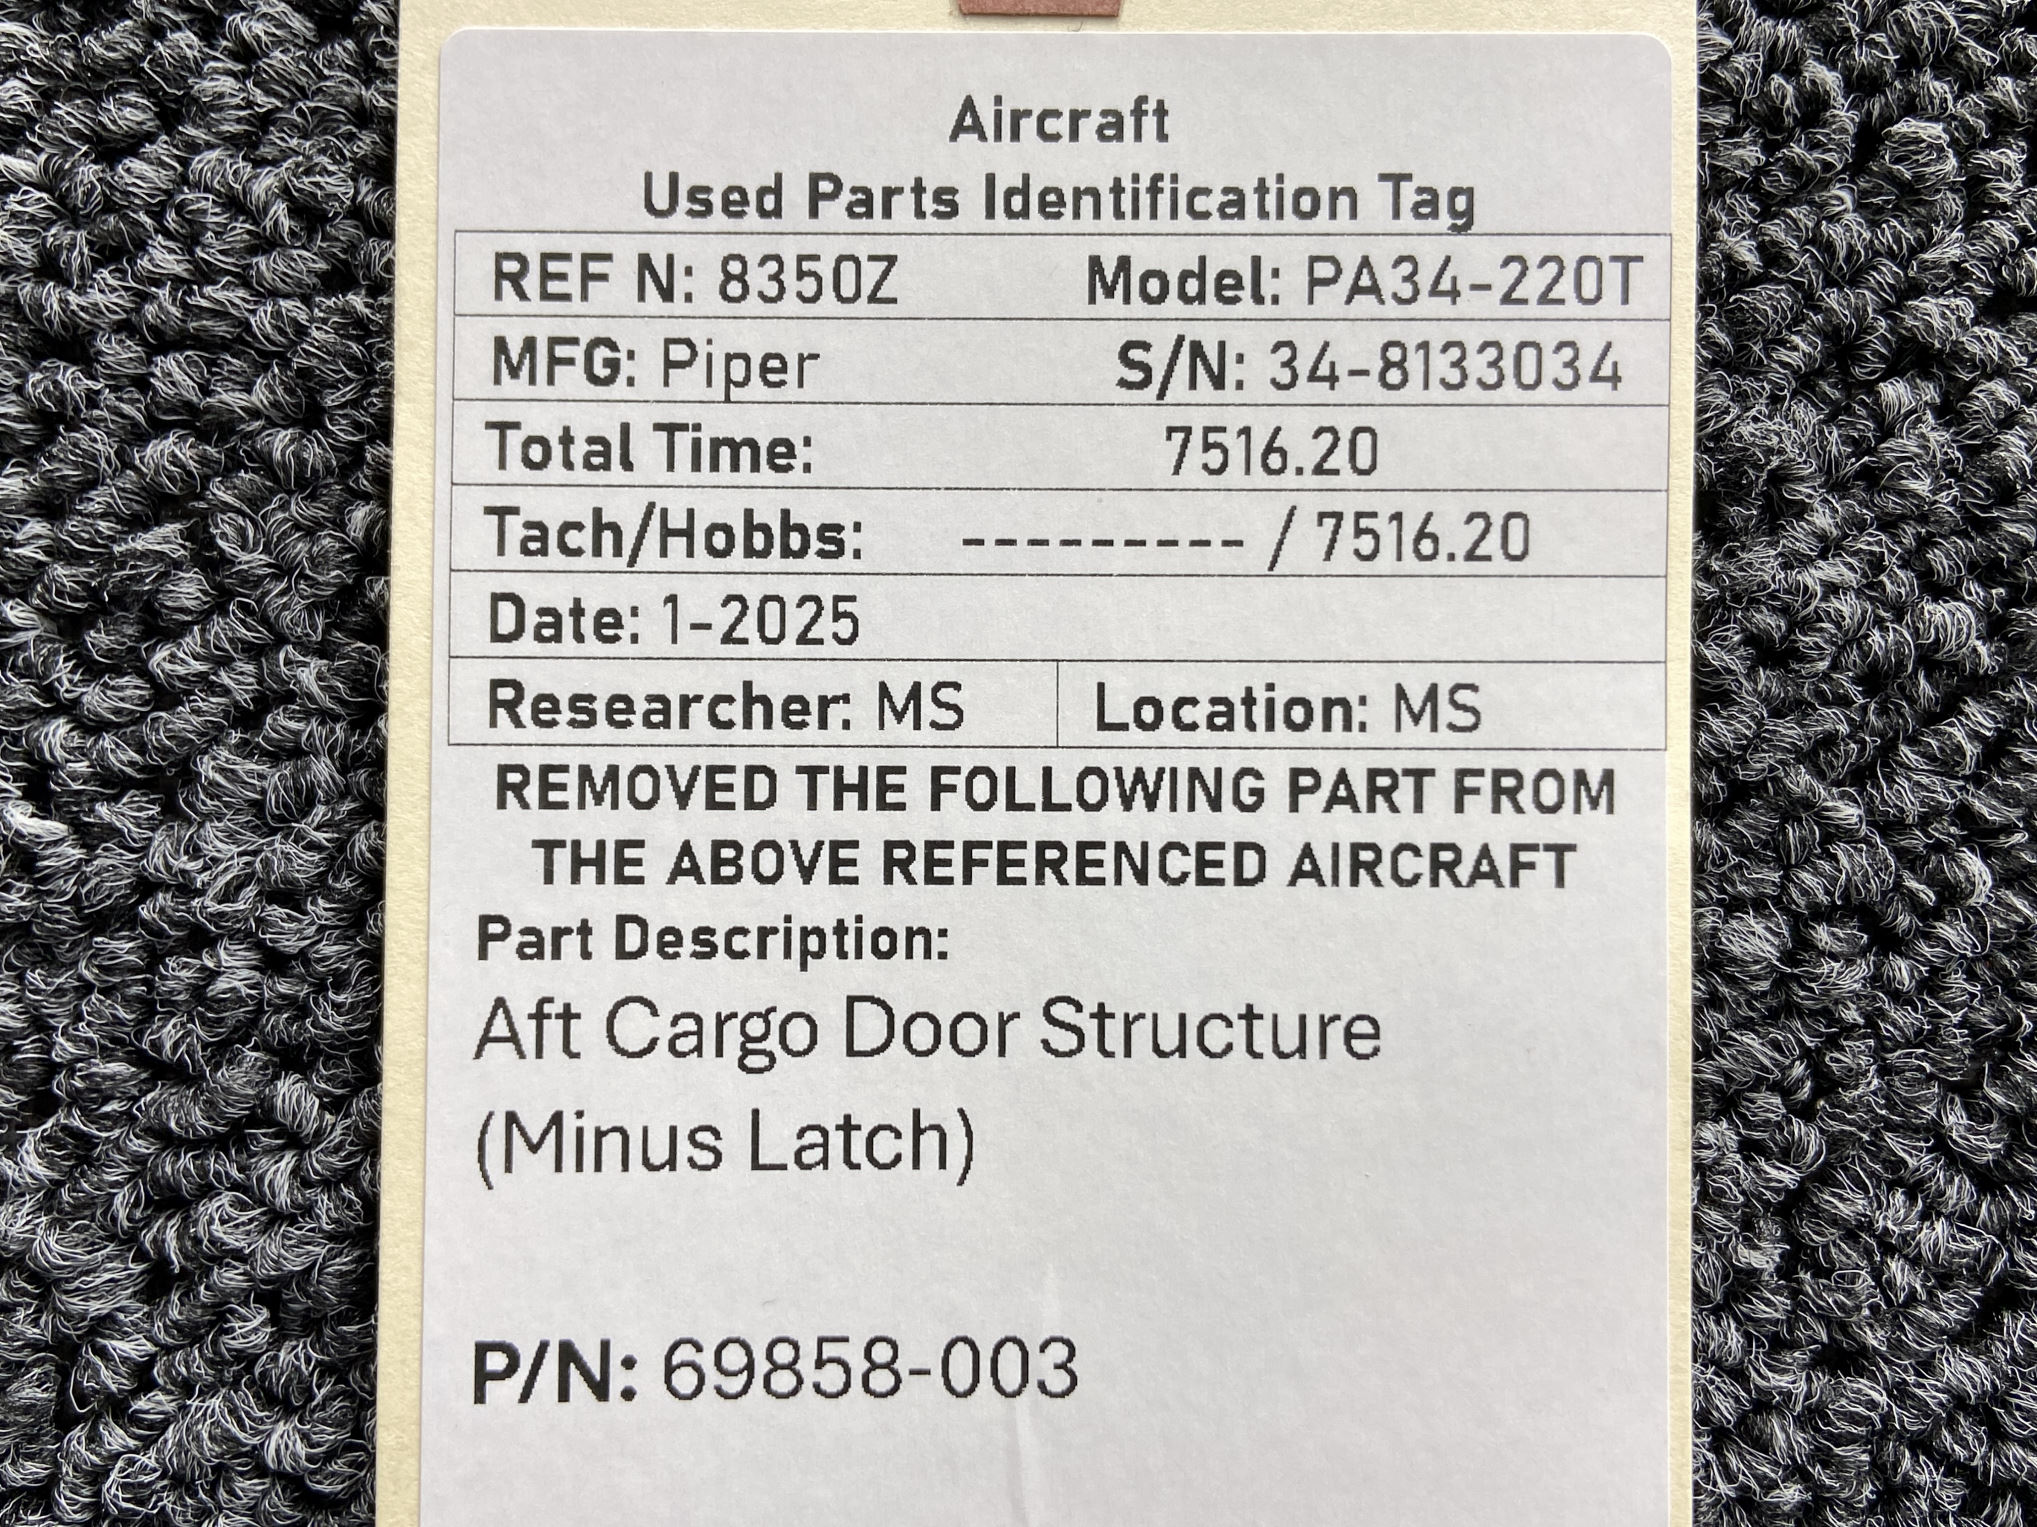 Aircraft
Used Parts Identification Tag
REF N: 8350Z Model: PA34-220T
MFG: Piper S/N: 34-8133034
Total Time: 7516.20
Tach/Hobbs: --------- / 7516.20
Date: 1-2025
Researcher: MS Location: MS
REMOVED THE FOLLOWING PART FROM
THE ABOVE REFERENCED AIRCRAFT
Part Description:
Aft Cargo Door Structure
(Minus Latch)
P/N: 69858-003